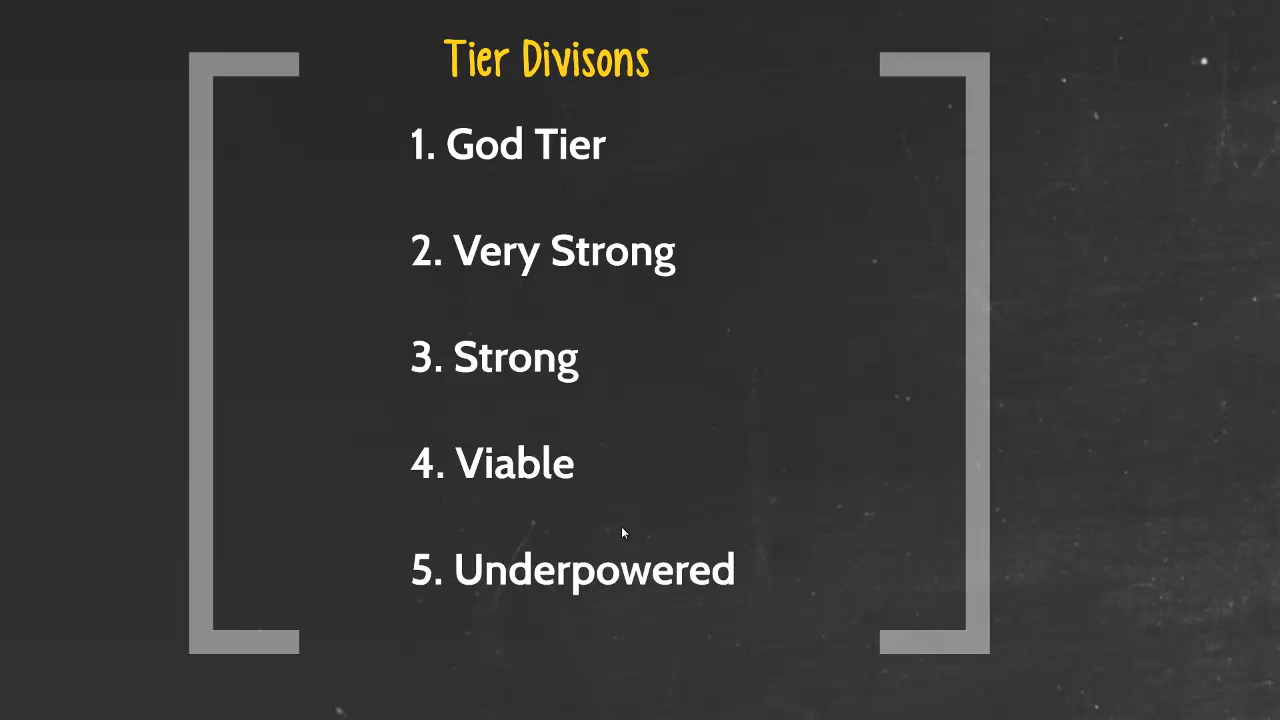 Tier Divisons
1. God Tier
2. Very Strong
3. Strong
4. Viable
5. Underpowered